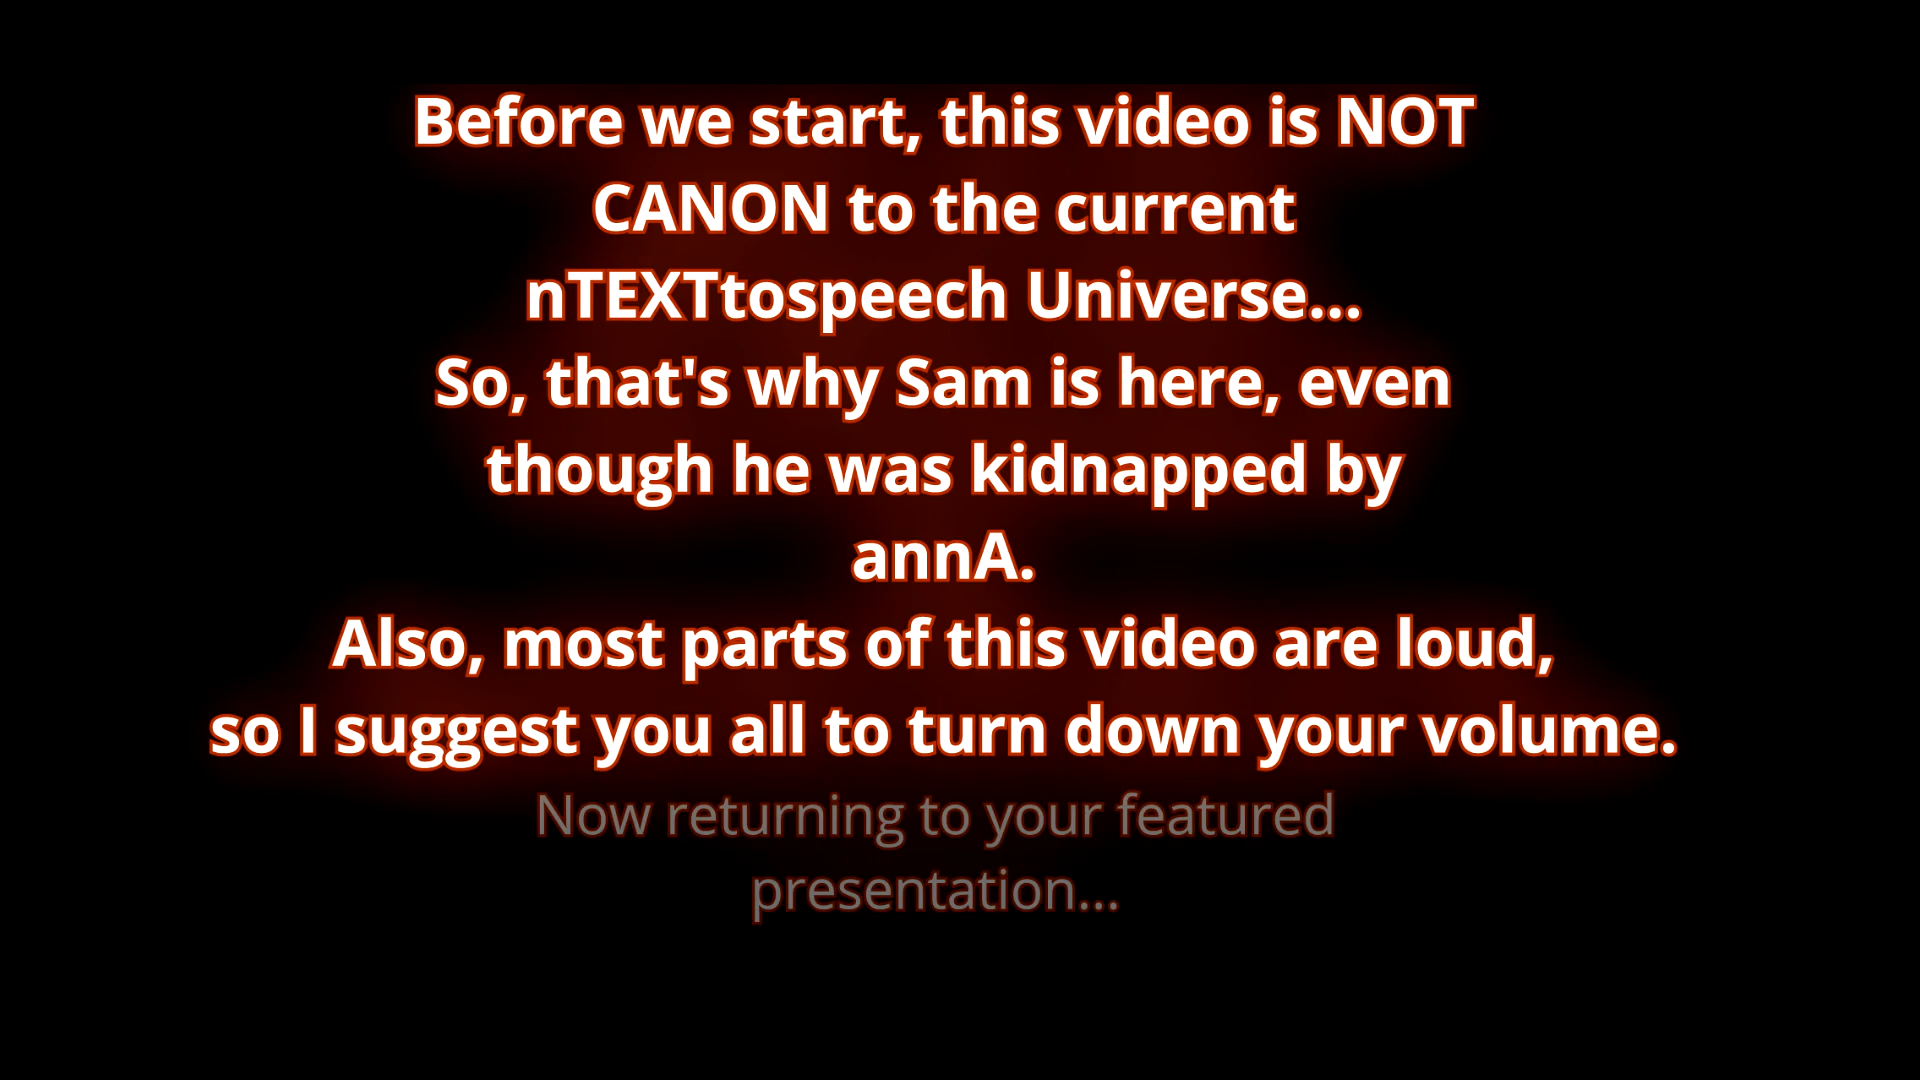 Before we start, this video is NOT
CANON to the current
nTEXTtospeech Universe...
So, that's why Sam is here, even
though he was kidnapped by
annA.
Also, most parts of this video are loud,
so I suggest you all to turn down your volume.
Now returning to your featured
presentation...